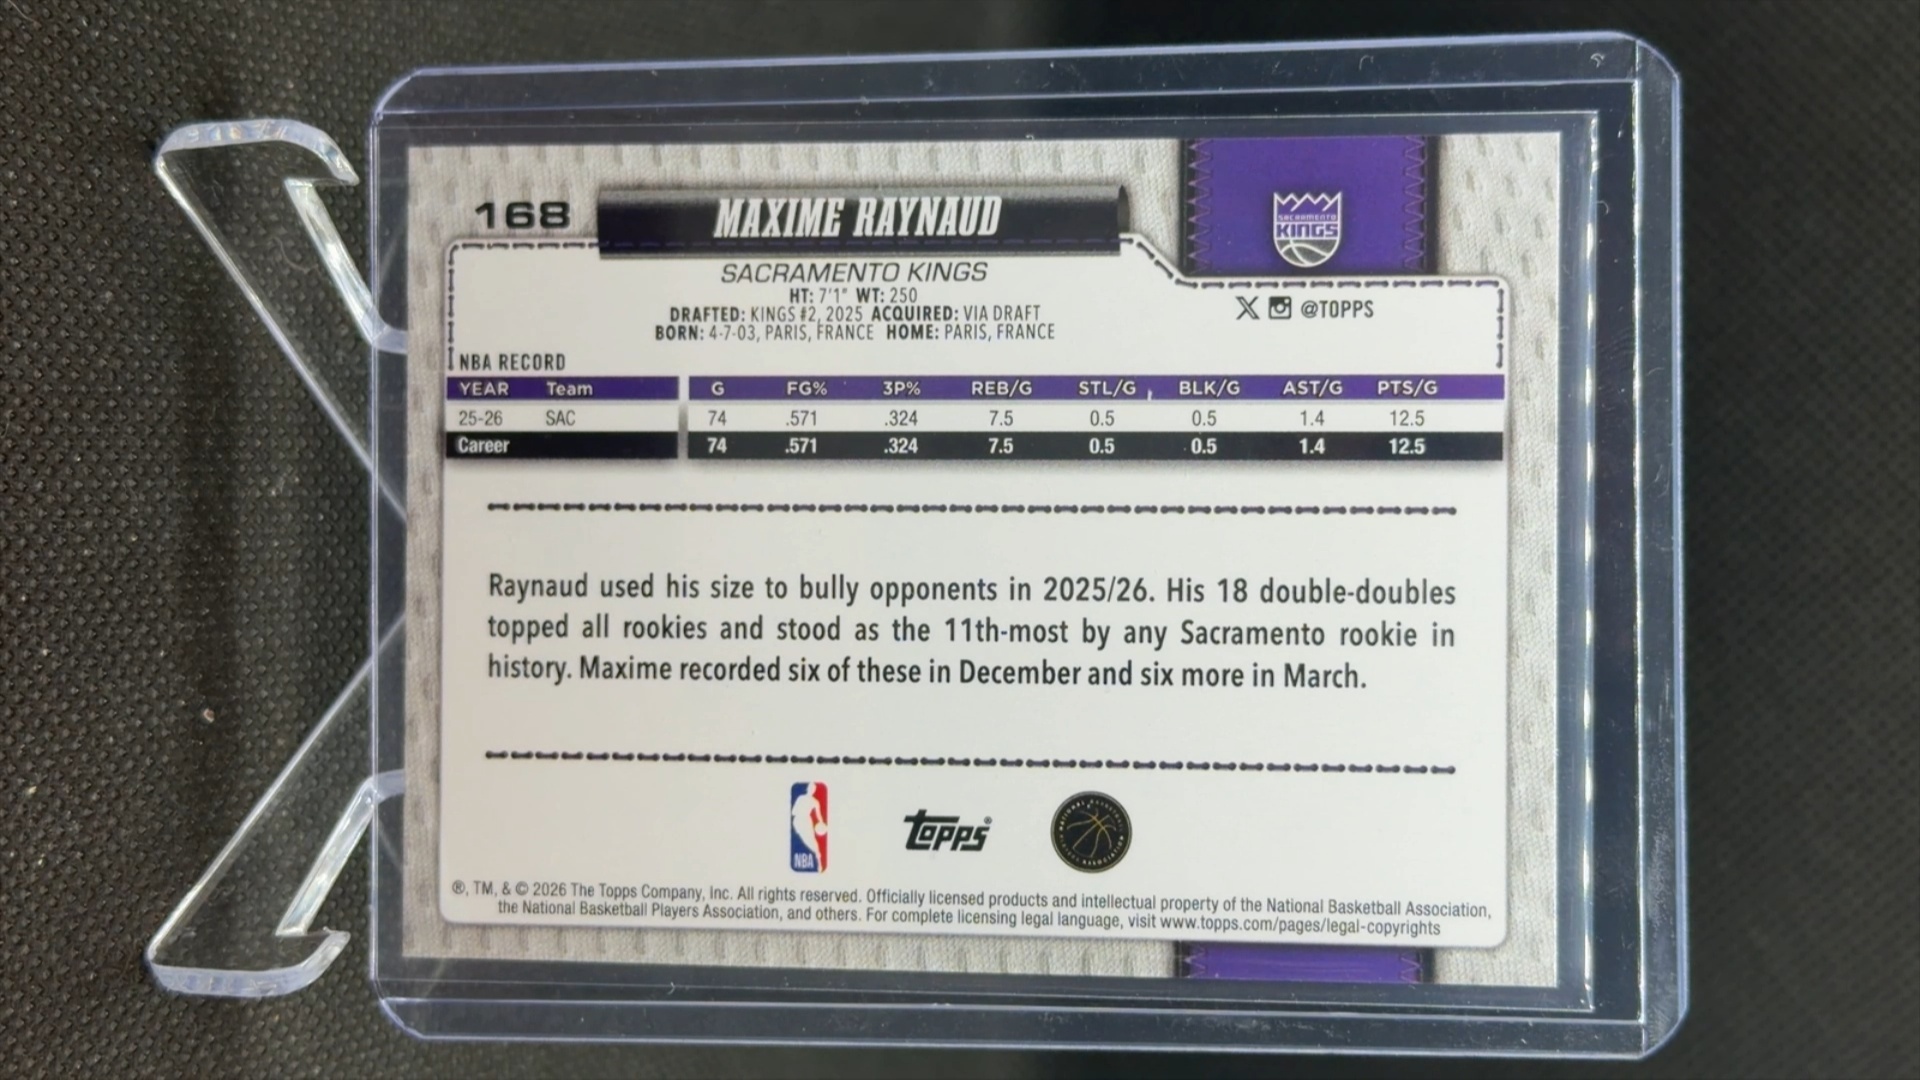 168
MAXIME RAYNAUD
SACRAMENTO KINGS
SACRAMENTO KINGS
HT: 7'1" WT: 250
DRAFTED: KINGS #2, 2025 ACQUIRED: VIA DRAFT
BORN: 4-7-03, PARIS, FRANCE HOME: PARIS, FRANCE
@TOPPS
NBA RECORD
YEAR Team G FG% 3P% REB/G STL/G BLK/G AST/G PTS/G
25-26 SAC 74 .571 .324 7.5 0.5 0.5 1.4 12.5
Career 74 .571 .324 7.5 0.5 0.5 1.4 12.5
Raynaud used his size to bully opponents in 2025/26. His 18 double-doubles
topped all rookies and stood as the 11th-most by any Sacramento rookie in
history. Maxime recorded six of these in December and six more in March.
NBA
Topps®
®, TM, & © 2026 The Topps Company, Inc. All rights reserved. Officially licensed products and intellectual property of the National Basketball Association,
the National Basketball Players Association, and others. For complete licensing legal language, visit www.topps.com/pages/legal-copyrights